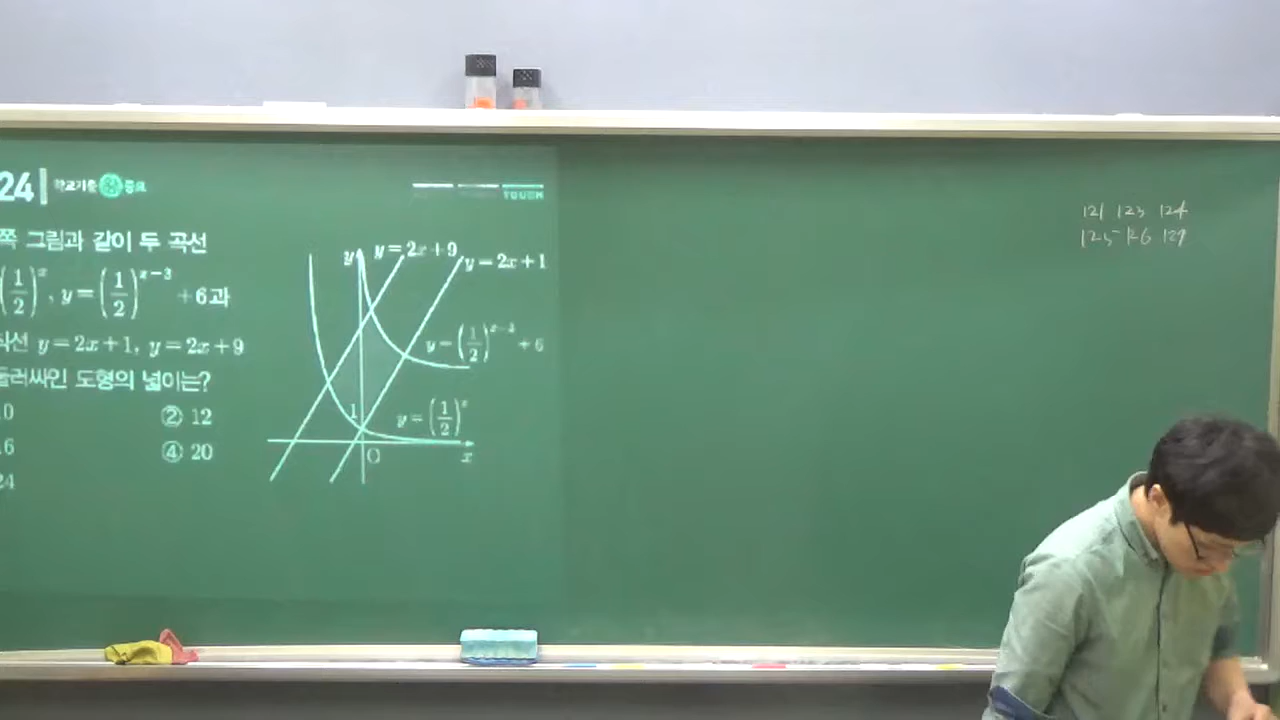 24 학교기출 중요
TOUCH
쪽 그림과 같이 두 곡선
(1/2)^x, y=(1/2)^{x-3}+6과
직선 y=2x+1, y=2x+9
둘러싸인 도형의 넓이는?
0 ② 12
6 ④ 20
24
y y=2x+9 y=2x+1
y=(1/2)^{x-3}+6
1 y=(1/2)^x
O x
121 123 124
125 126 129